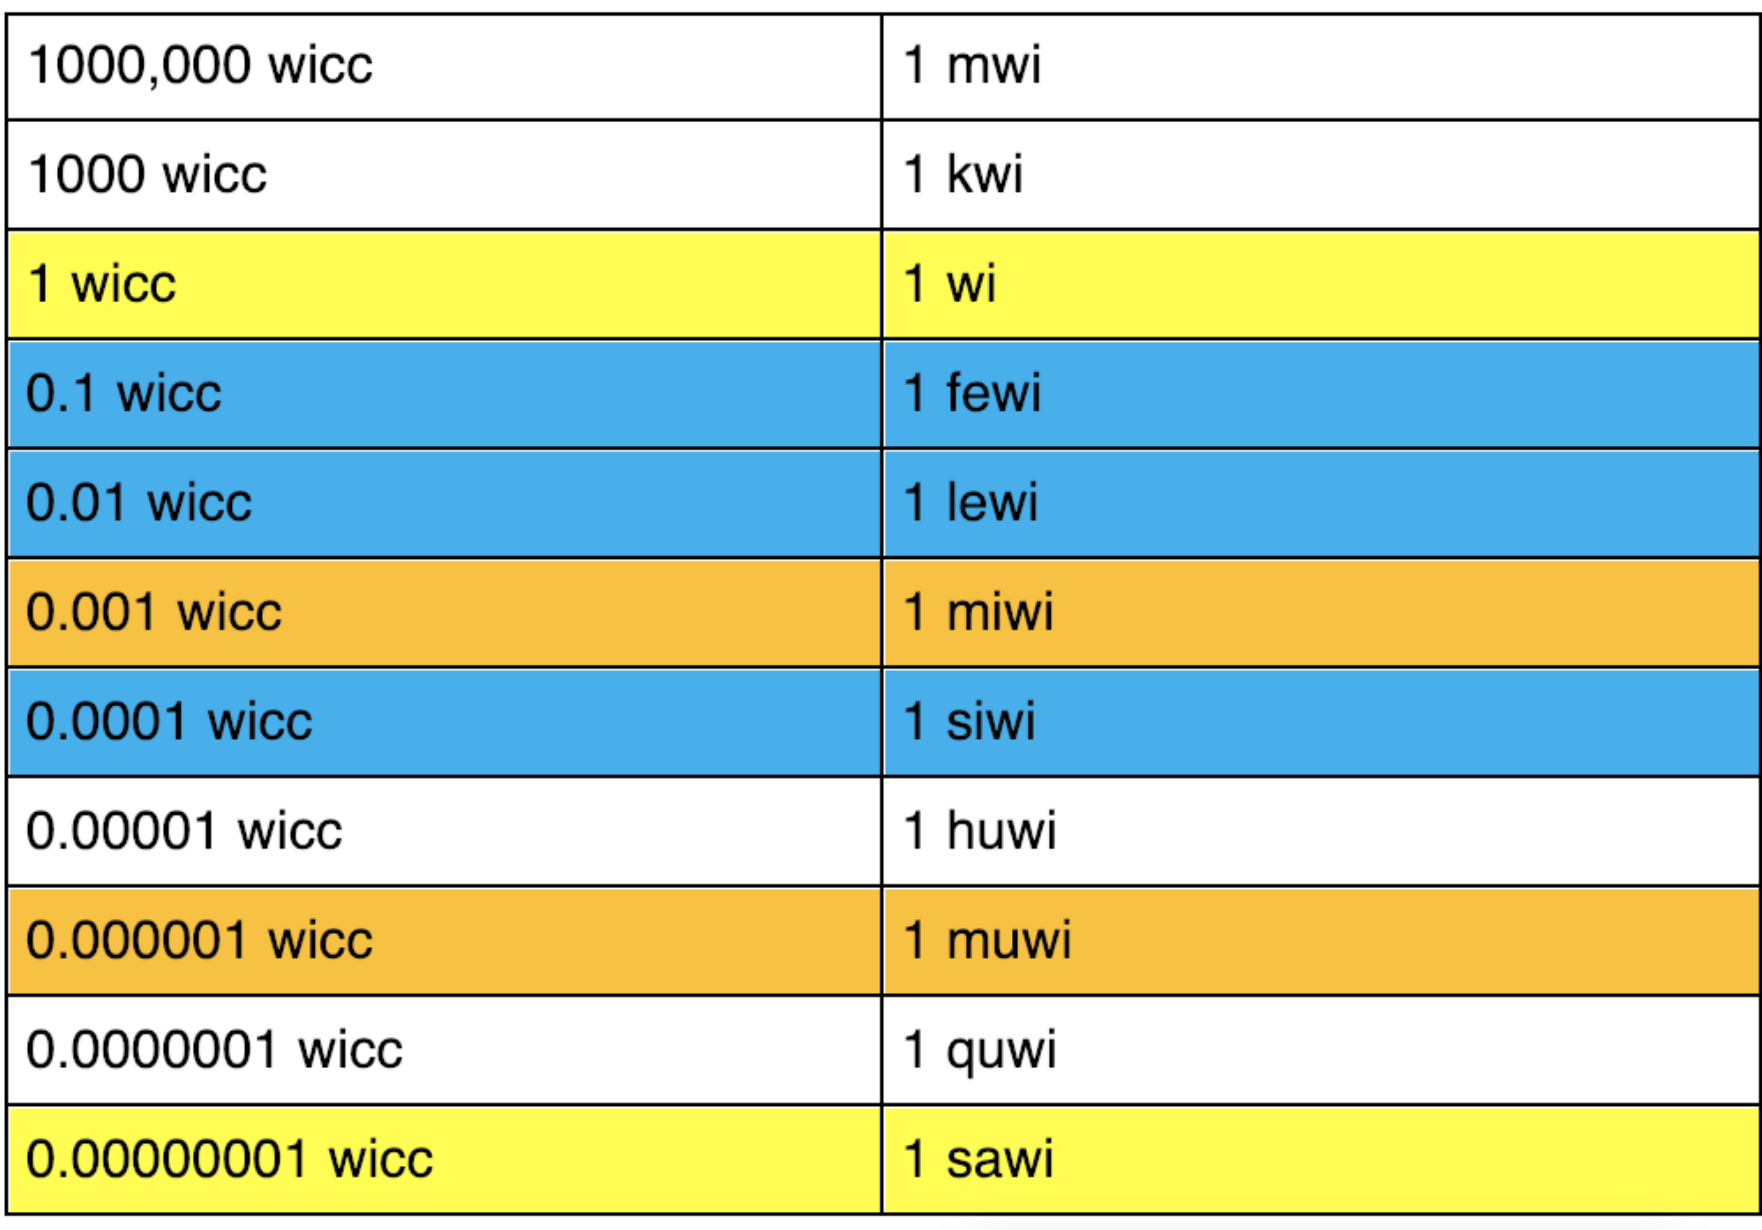 1000,000 wicc 1 mwi
1000 wicc 1 kwi
1 wicc 1 wi
0.1 wicc 1 fewi
0.01 wicc 1 lewi
0.001 wicc 1 miwi
0.0001 wicc 1 siwi
0.00001 wicc 1 huwi
0.000001 wicc 1 muwi
0.0000001 wicc 1 quwi
0.00000001 wicc 1 sawi